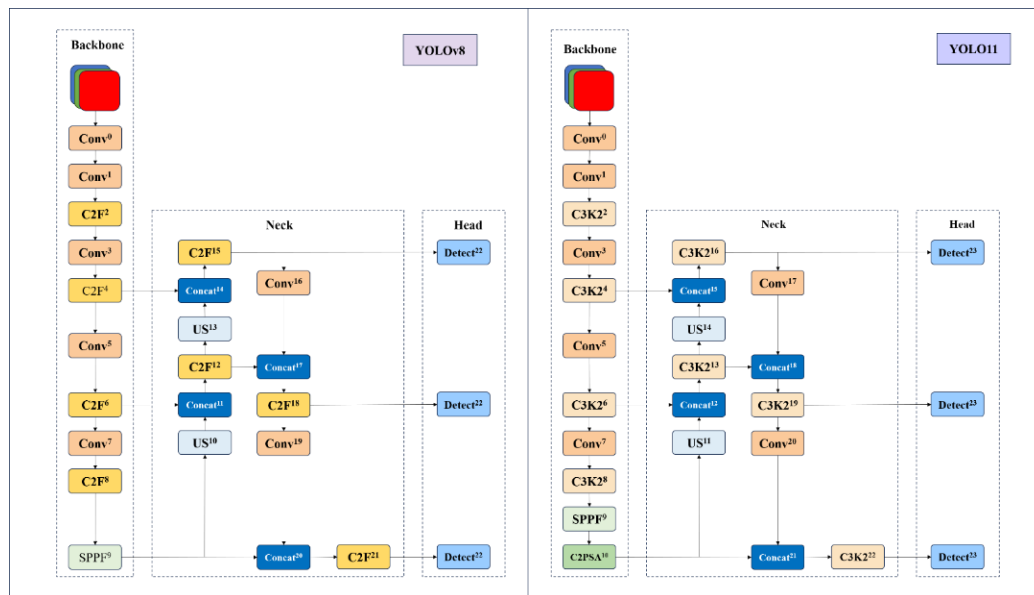 Backbone
YOLOv8
Conv⁰
Conv¹
C2F²
Conv³
C2F⁴
Conv⁵
C2F⁶
Conv⁷
C2F⁸
SPPF⁹
Neck
C2F¹⁵
Conv¹⁶
Concat¹⁴
US¹³
C2F¹²
Concat¹⁷
Concat¹¹
C2F¹⁸
US¹⁰
Conv¹⁹
Concat²⁰
C2F²¹
Head
Detect²²
Detect²²
Detect²²
Backbone
YOLO11
Conv⁰
Conv¹
C3K2²
Conv³
C3K2⁴
Conv⁵
C3K2⁶
Conv⁷
C3K2⁸
SPPF⁹
C2PSA¹⁰
Neck
C3K2¹⁶
Conv¹⁷
Concat¹⁵
US¹⁴
C3K2¹³
Concat¹⁸
Concat¹²
C3K2¹⁹
US¹¹
Conv²⁰
Concat²¹
C3K2²²
Head
Detect²³
Detect²³
Detect²³